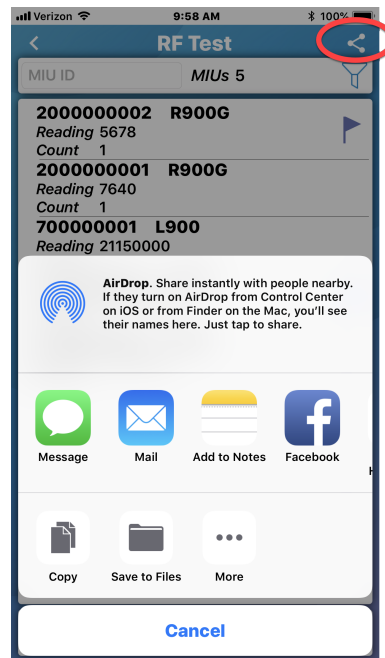 Verizon 9:58 AM 100%
RF Test
MIU ID MIUs 5
2000000002 R900G
Reading 5678
Count 1
2000000001 R900G
Reading 7640
Count 1
700000001 L900
Reading 21150000
AirDrop. Share instantly with people nearby.
If they turn on AirDrop from Control Center
on iOS or from Finder on the Mac, you’ll see
their names here. Just tap to share.
Message Mail Add to Notes Facebook
Copy Save to Files More
Cancel